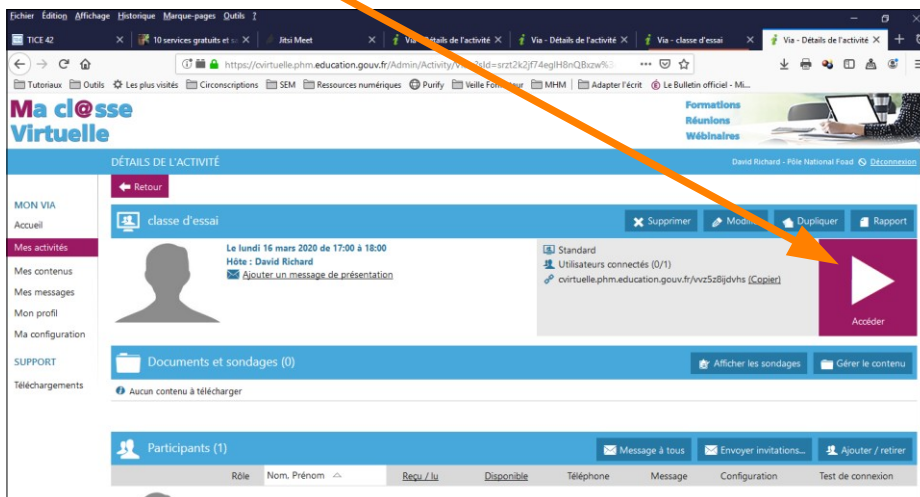 Fichier Édition Affichage Historique Marque-pages Outils ?
TICE 42 10 services gratuits et Jitsi Meet Via - Détails de l'activité Via - Détails de l'activité Via - classe d'essai Via - Détails de l'activité
https://cvirtuelle.phm.education.gouv.fr/Admin/Activity/
Tutoriaux Outils Les plus visités Circonscriptions SEM Ressources numériques Purify Veille MHM Adapter l'écrit Le Bulletin officiel - Mi...
Ma cl@sse
Virtuelle
Formations
Réunions
Wébinaires
DÉTAILS DE L'ACTIVITÉ
David Richard - Pôle National Foad Déconnexion
Retour
MON VIA
Accueil
Mes activités
Mes contenus
Mes messages
Mon profil
Ma configuration
SUPPORT
Téléchargements
classe d'essai
Supprimer Dupliquer Rapport
Le lundi 16 mars 2020 de 17:00 à 18:00
Hôte : David Richard
Ajouter un message de présentation
Standard
Utilisateurs connectés (0/1)
cvirtuelle.phm.education.gouv.fr/vvz5z8ijdvhs (Copier)
Accéder
Documents et sondages (0)
Afficher les sondages Gérer le contenu
Aucun contenu à télécharger
Participants (1)
Message à tous Envoyer invitations... Ajouter / retirer
Rôle Nom, Prénom Reçu / lu Disponible Téléphone Message Configuration Test de connexion